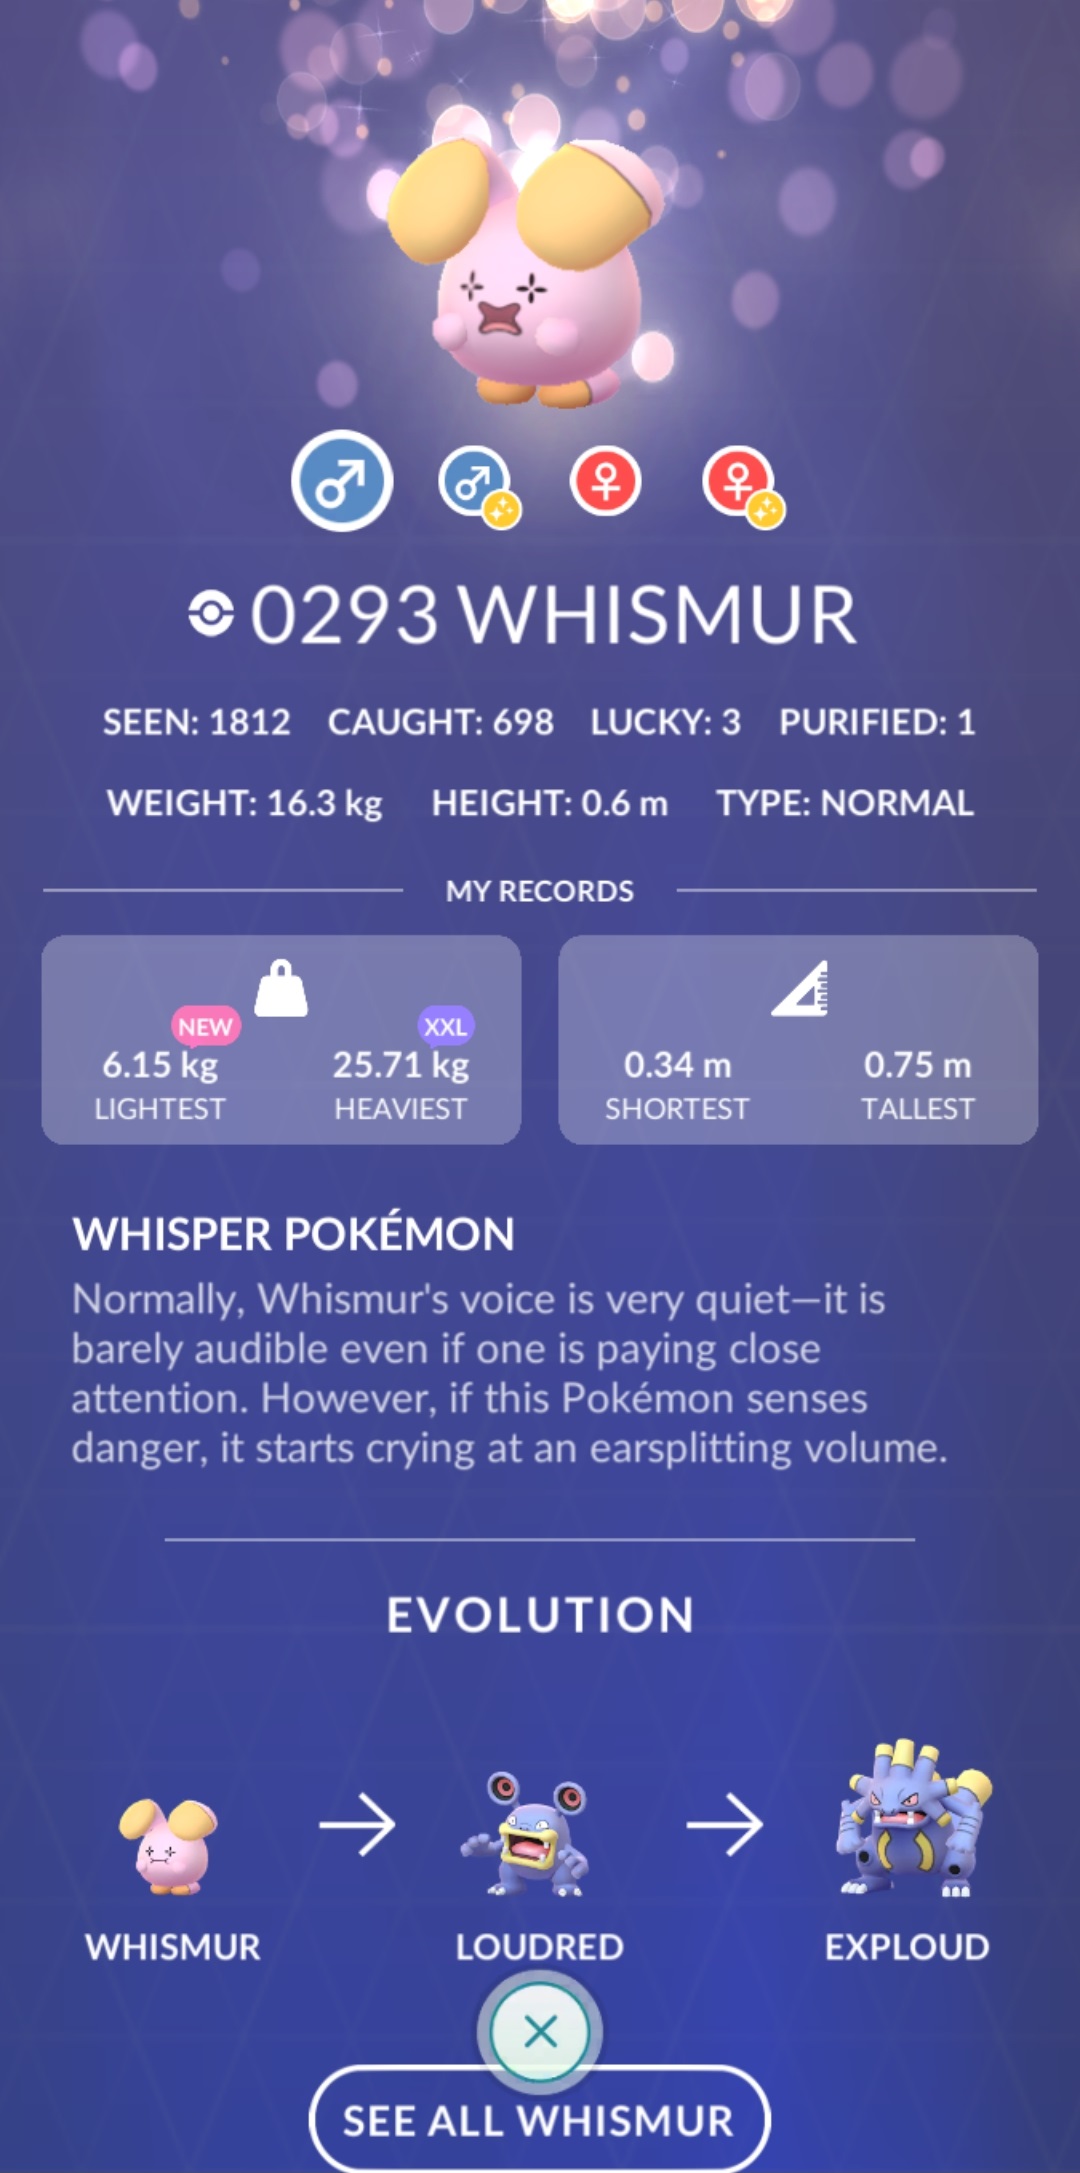 0293 WHISMUR
SEEN: 1812 CAUGHT: 698 LUCKY: 3 PURIFIED: 1
WEIGHT: 16.3 kg HEIGHT: 0.6 m TYPE: NORMAL
MY RECORDS
NEW XXL
6.15 kg 25.71 kg 0.34 m 0.75 m
LIGHTEST HEAVIEST SHORTEST TALLEST
WHISPER POKÉMON
Normally, Whismur's voice is very quiet—it is
barely audible even if one is paying close
attention. However, if this Pokémon senses
danger, it starts crying at an earsplitting volume.
EVOLUTION
WHISMUR LOUDRED EXPLOUD
SEE ALL WHISMUR